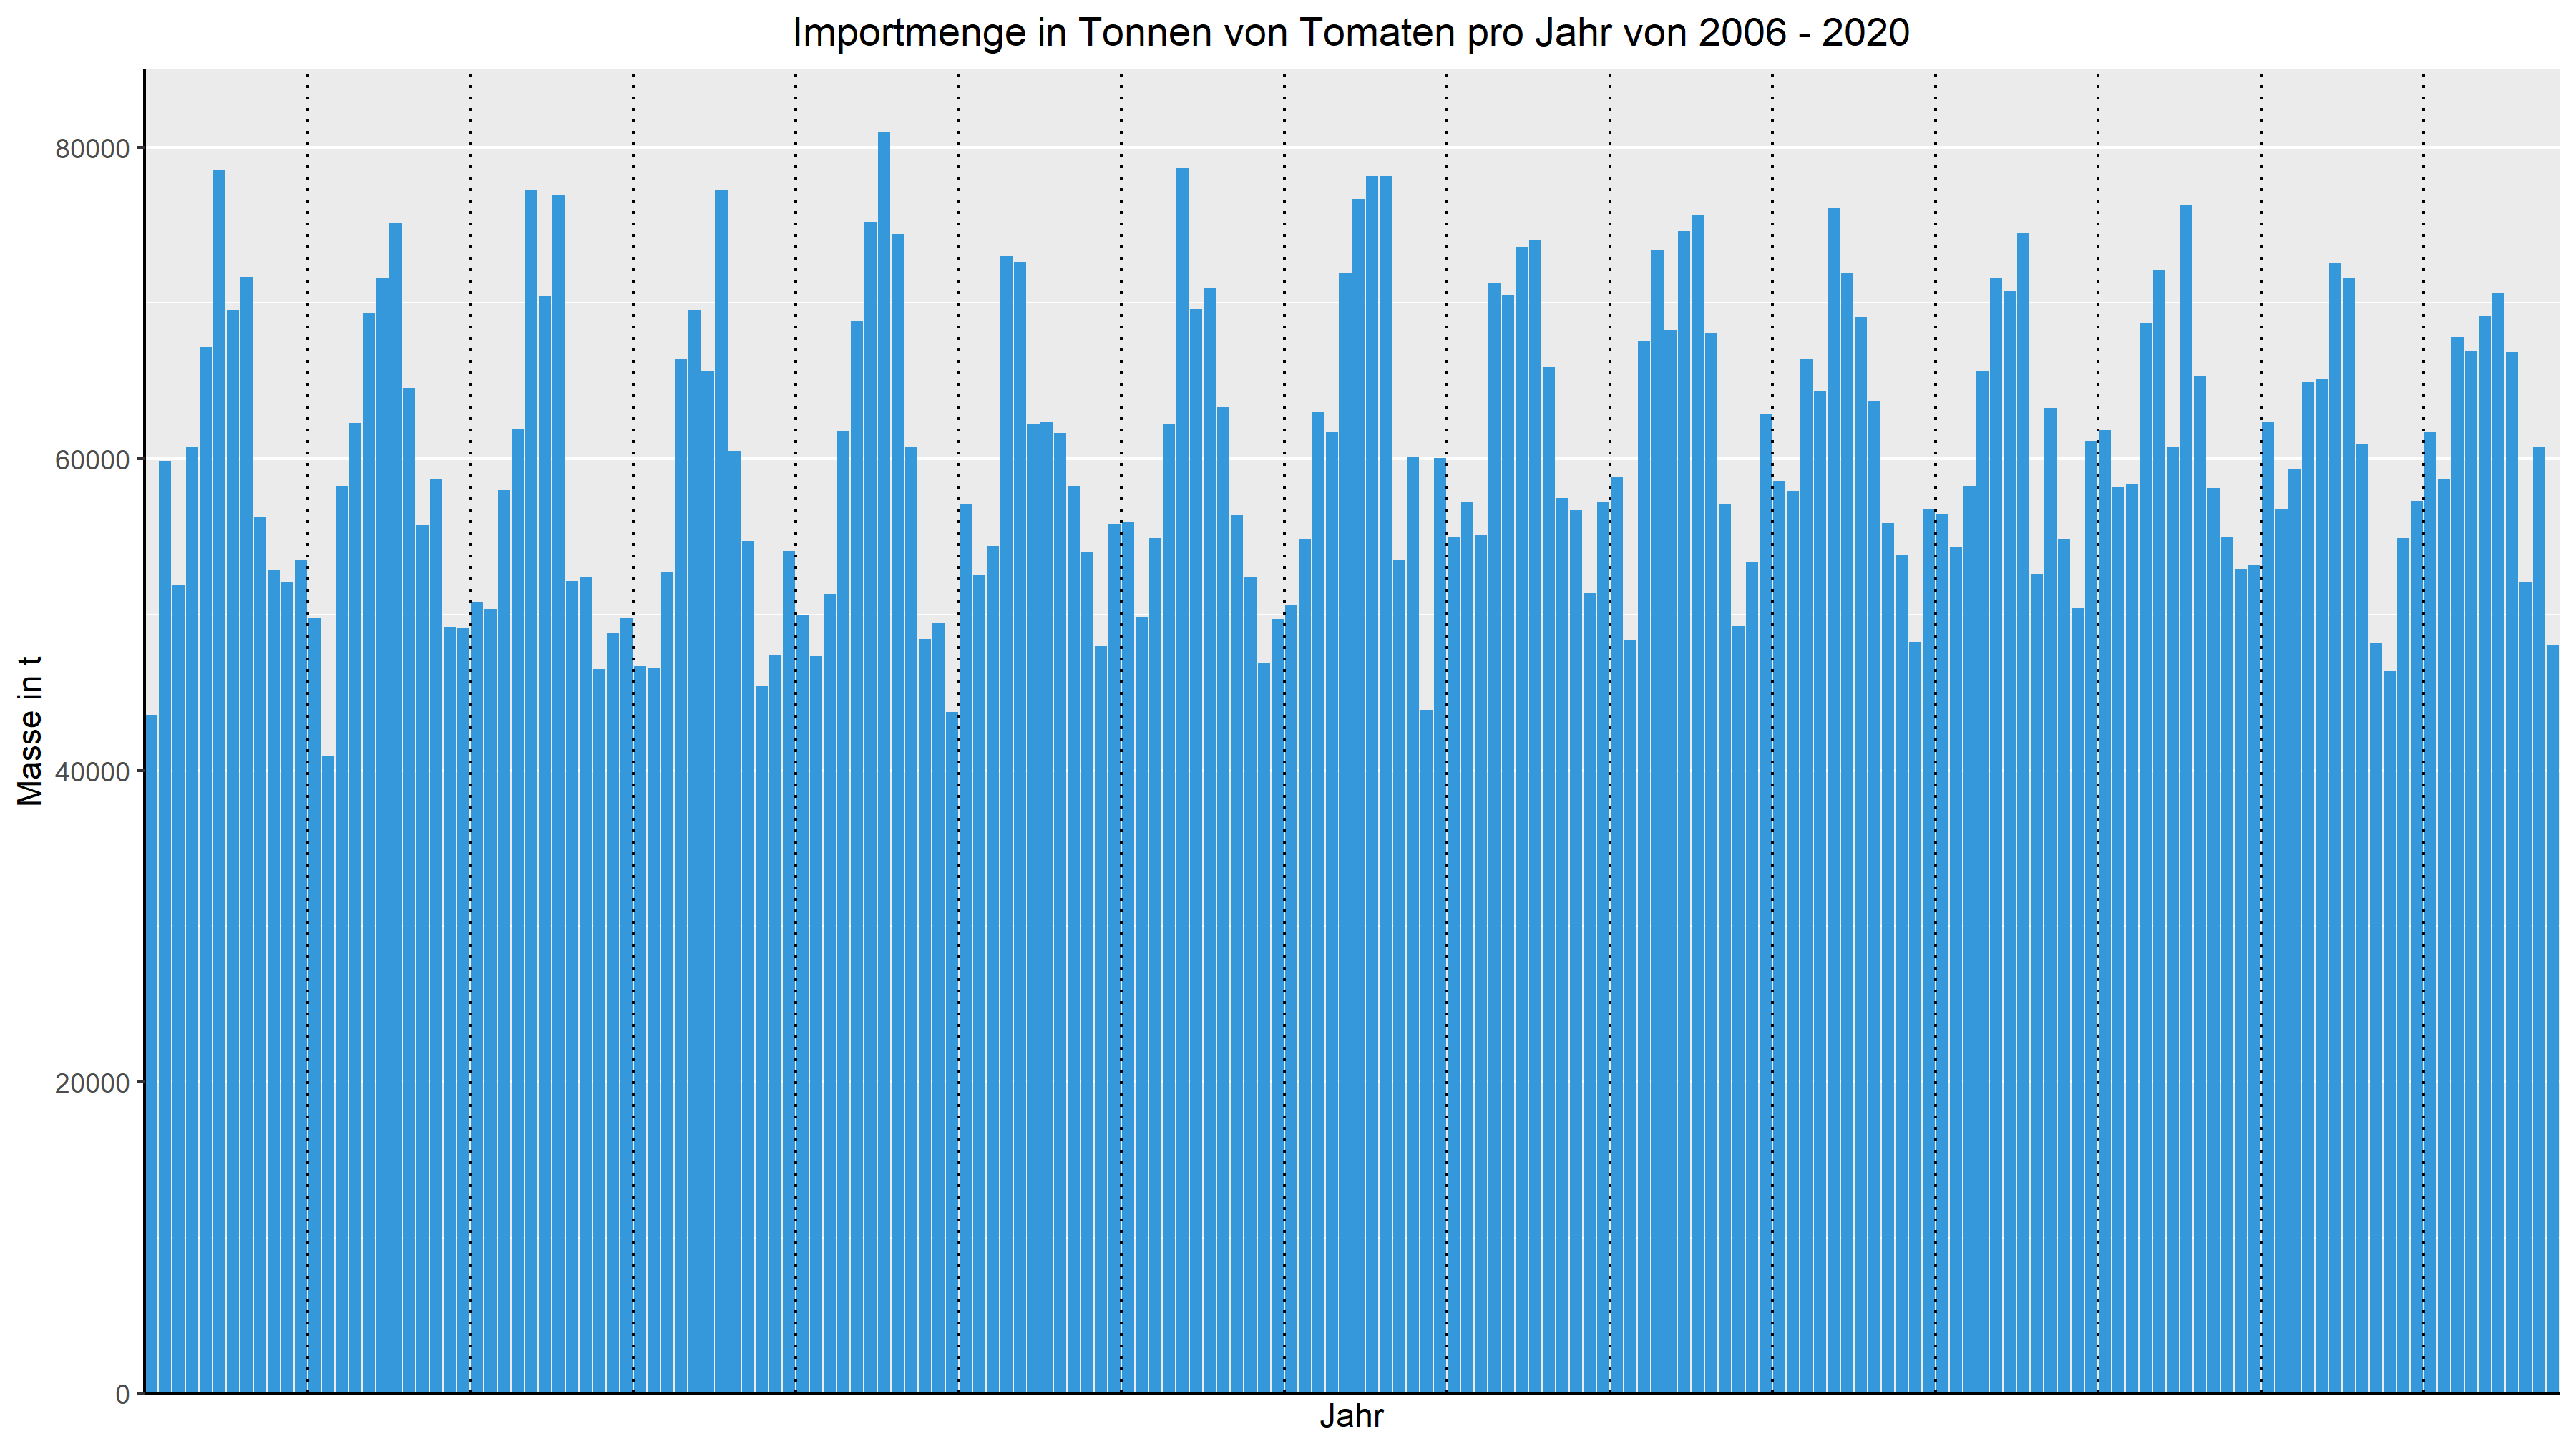 Importmenge in Tonnen von Tomaten pro Jahr von 2006 - 2020
80000
60000
40000
20000
0
Masse in t
Jahr